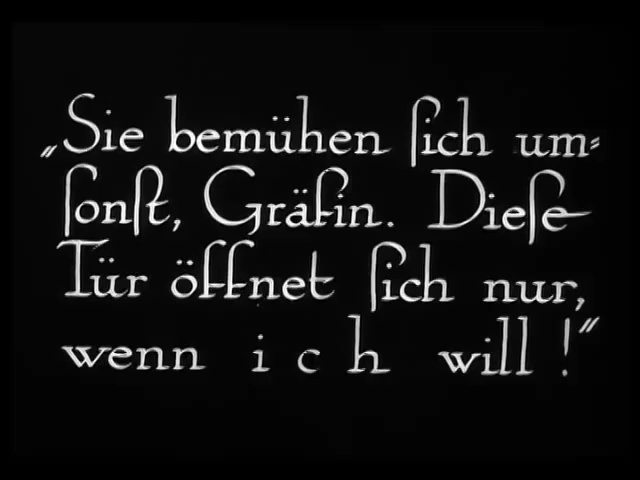 „Sie bemühen ſich um⸗
ſonſt, Gräfin. Dieſe
Tür öffnet ſich nur,
wenn i c h will!“